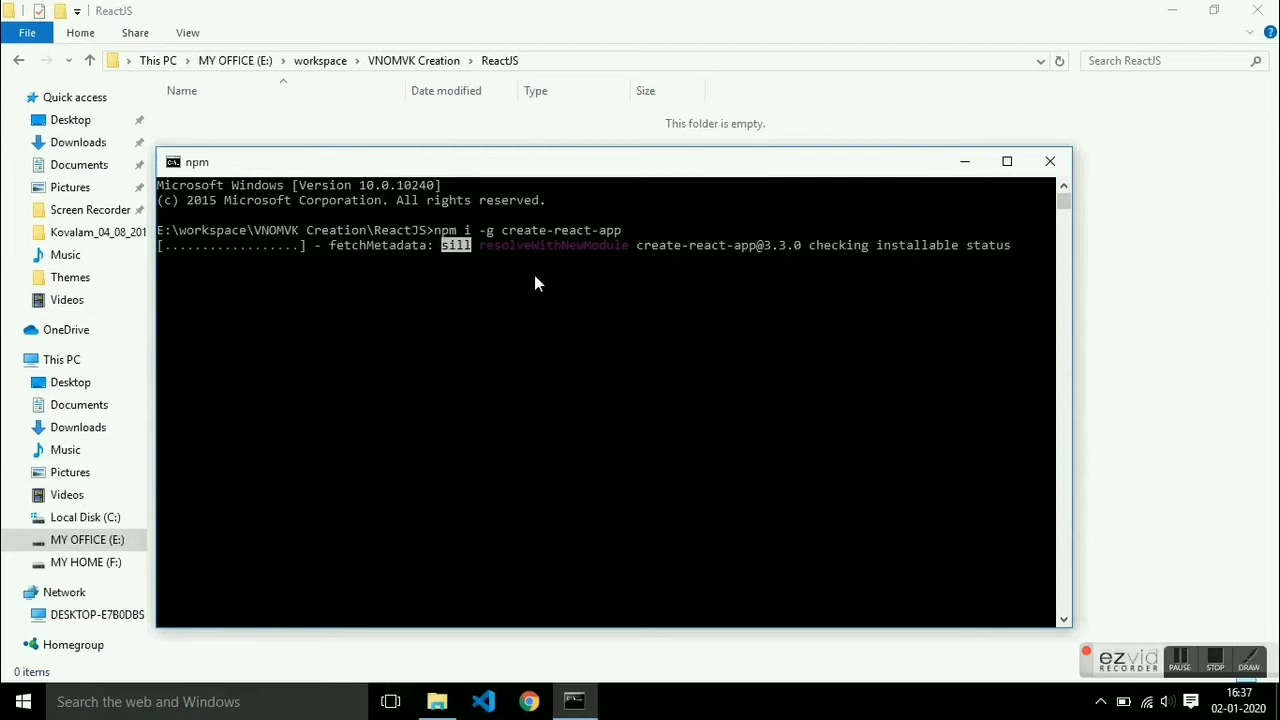 ReactJS
File
Home
Share
View
This PC
MY OFFICE (E:)
workspace
VNOMVK Creation
ReactJS
Search ReactJS
Name
Date modified
Type
Size
This folder is empty.
Quick access
Desktop
Downloads
Documents
Pictures
Screen Recorder
Kovalam_04_08_201
Music
Themes
Videos
OneDrive
This PC
Desktop
Documents
Downloads
Music
Pictures
Videos
Local Disk (C:)
MY OFFICE (E:)
MY HOME (F:)
Network
DESKTOP-E7B0DBS
Homegroup
0 items
npm
Microsoft Windows [Version 10.0.10240]
(c) 2015 Microsoft Corporation. All rights reserved.
E:\workspace\VNOMVK Creation\ReactJS>npm i -g create-react-app
[..................] - fetchMetadata: sill resolveWithNewModule create-react-app@3.3.0 checking installable status
ezvid
RECORDER
PAUSE
STOP
DRAW
Search the web and Windows
16:37
02-01-2020